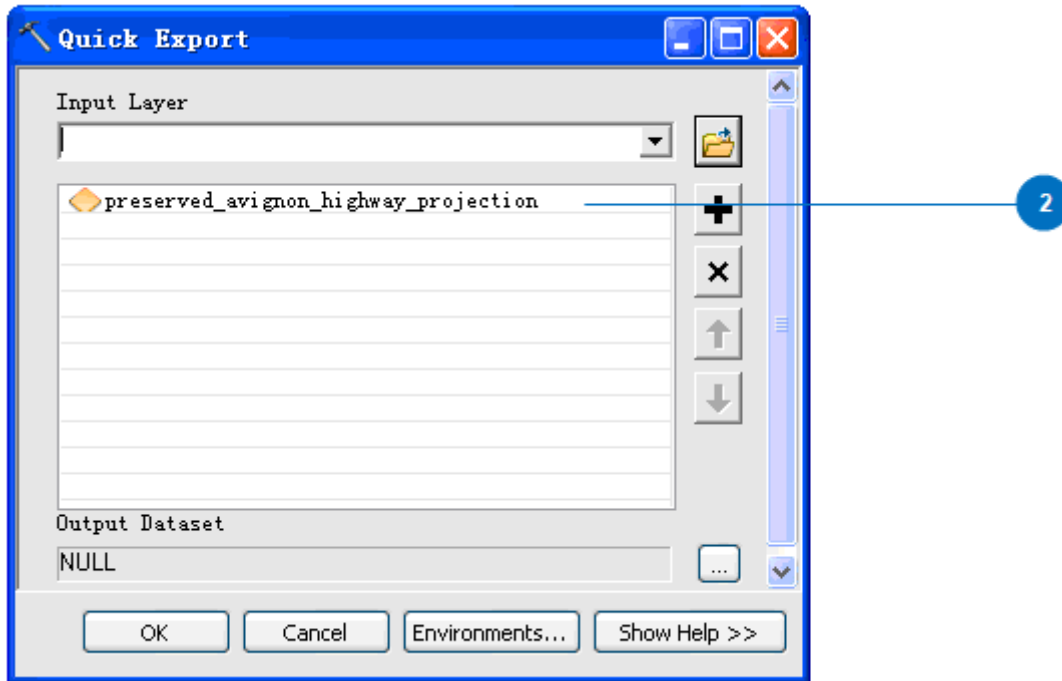 Quick Export
Input Layer
preserved_avignon_highway_projection
2
Output Dataset
NULL
...
OK Cancel Environments... Show Help >>